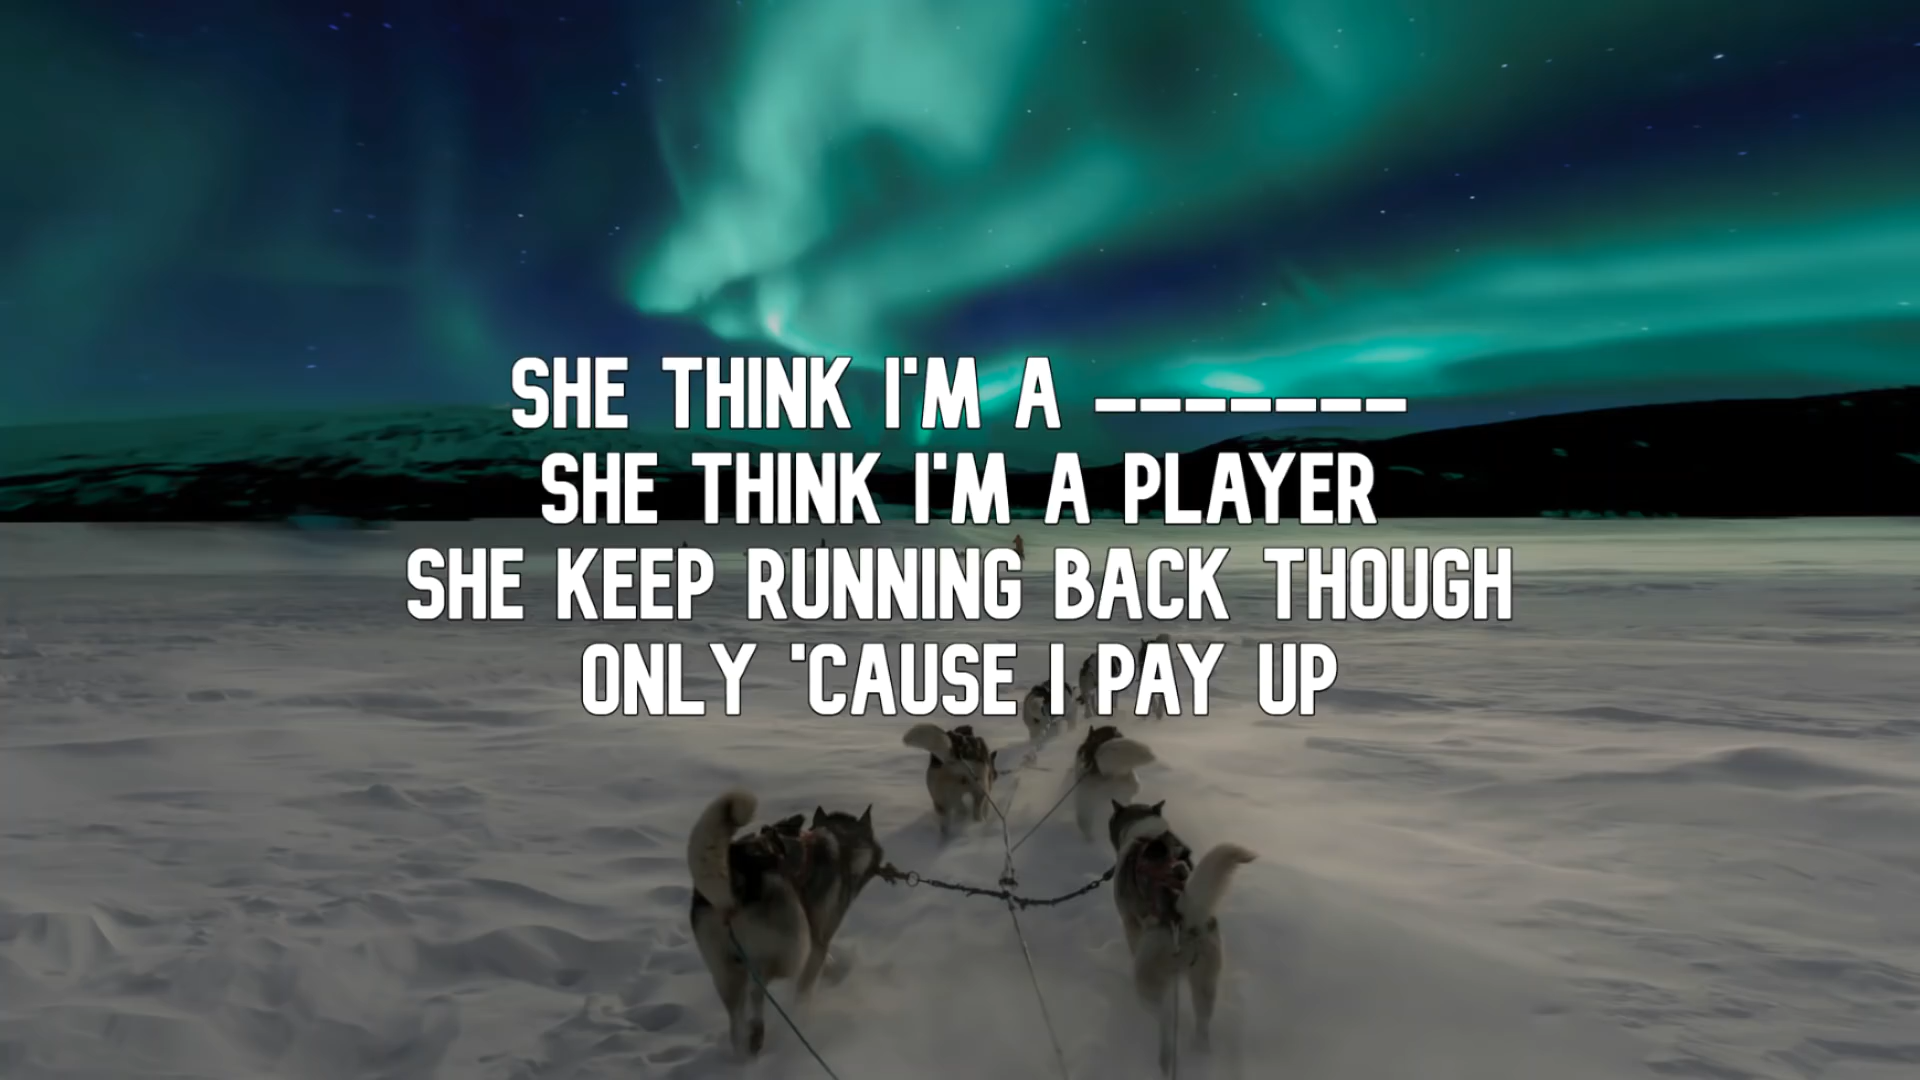 SHE THINK I'M A -------
SHE THINK I'M A PLAYER
SHE KEEP RUNNING BACK THOUGH
ONLY 'CAUSE I PAY UP